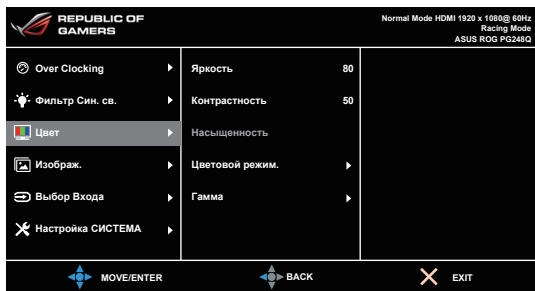 REPUBLIC OF
GAMERS
Normal Mode HDMI 1920 x 1080@ 60Hz
Racing Mode
ASUS ROG PG248Q
Over Clocking
Фильтр Син. св.
Цвет
Изображ.
Выбор Входа
Настройка СИСТЕМА
Яркость 80
Контрастность 50
Насыщенность
Цветовой режим.
Гамма
MOVE/ENTER
BACK
EXIT